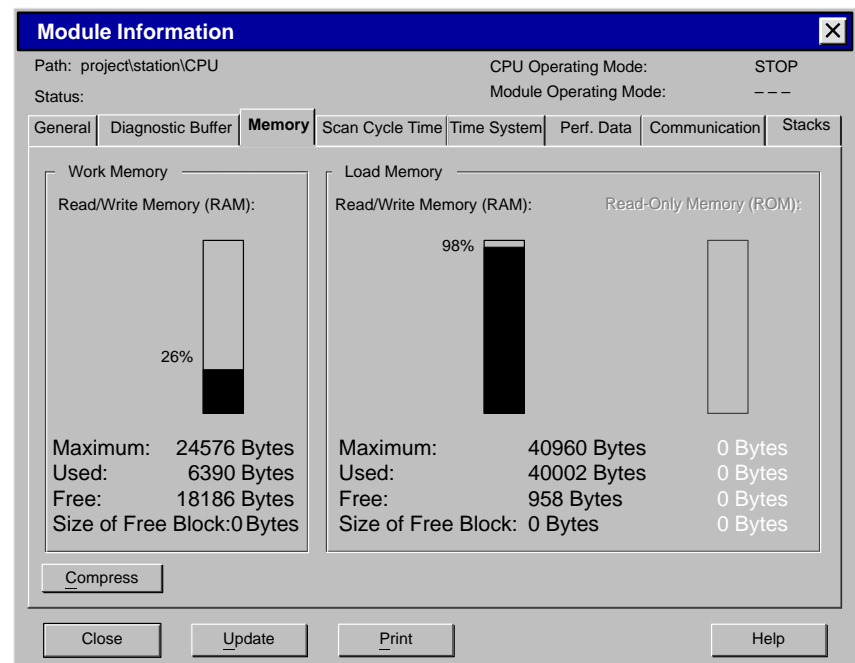 Module Information
Path: project\station\CPU CPU Operating Mode: STOP
Status: Module Operating Mode: – – –
General Diagnostic Buffer Memory Scan Cycle Time Time System Perf. Data Communication Stacks
Work Memory
Read/Write Memory (RAM):
26%
Maximum: 24576 Bytes
Used: 6390 Bytes
Free: 18186 Bytes
Size of Free Block:0 Bytes
Load Memory
Read/Write Memory (RAM): Read-Only Memory (ROM):
98%
Maximum: 40960 Bytes 0 Bytes
Used: 40002 Bytes 0 Bytes
Free: 958 Bytes 0 Bytes
Size of Free Block: 0 Bytes 0 Bytes
Compress
Close Update Print Help